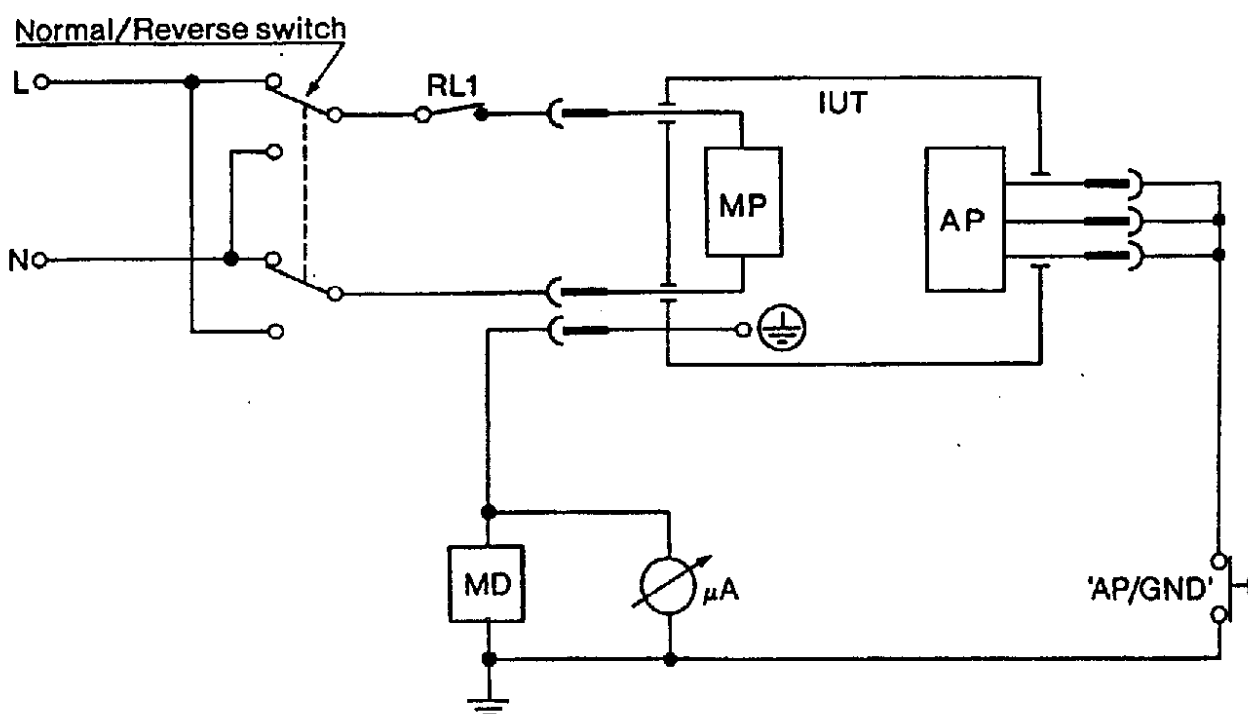 Normal/Reverse switch
L
RL1
IUT
MP
AP
N
MD
μA
'AP/GND'